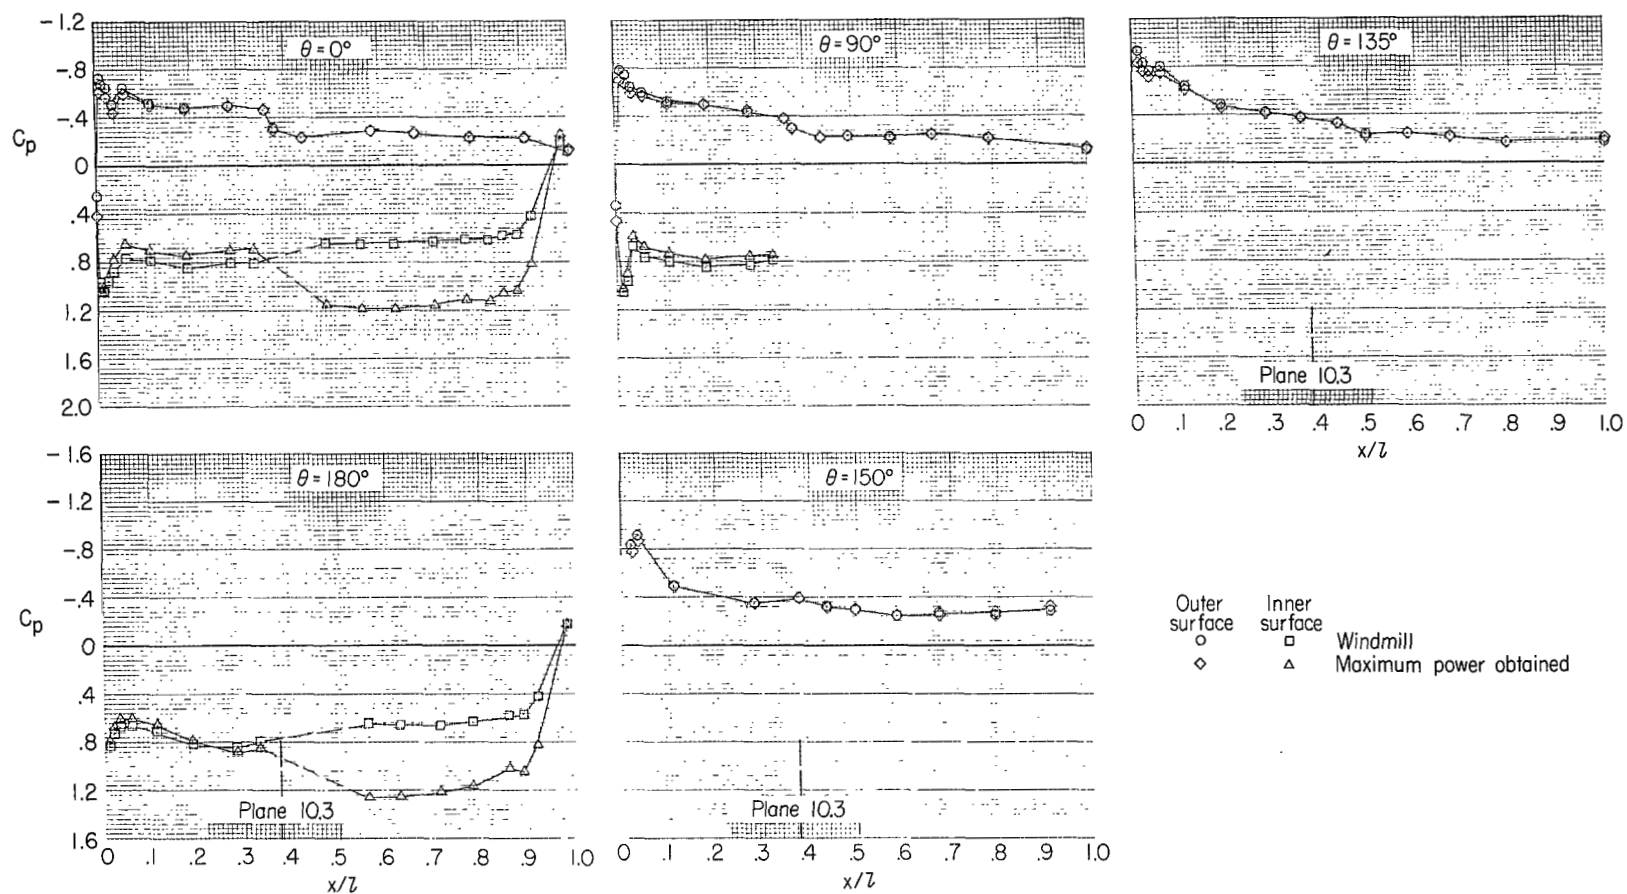 θ = 0°
-1.2
-.8
-.4
0
.4
.8
1.2
1.6
2.0
Cp
θ = 90°
θ = 135°
Plane 10.3
0 .1 .2 .3 .4 .5 .6 .7 .8 .9 1.0
x/l
θ = 180°
-1.6
-1.2
-.8
-.4
0
.4
.8
1.2
1.6
Cp
Plane 10.3
0 .1 .2 .3 .4 .5 .6 .7 .8 .9 1.0
x/l
θ = 150°
Plane 10.3
0 .1 .2 .3 .4 .5 .6 .7 .8 .9 1.0
x/l
Outer Inner
surface surface
Windmill
Maximum power obtained